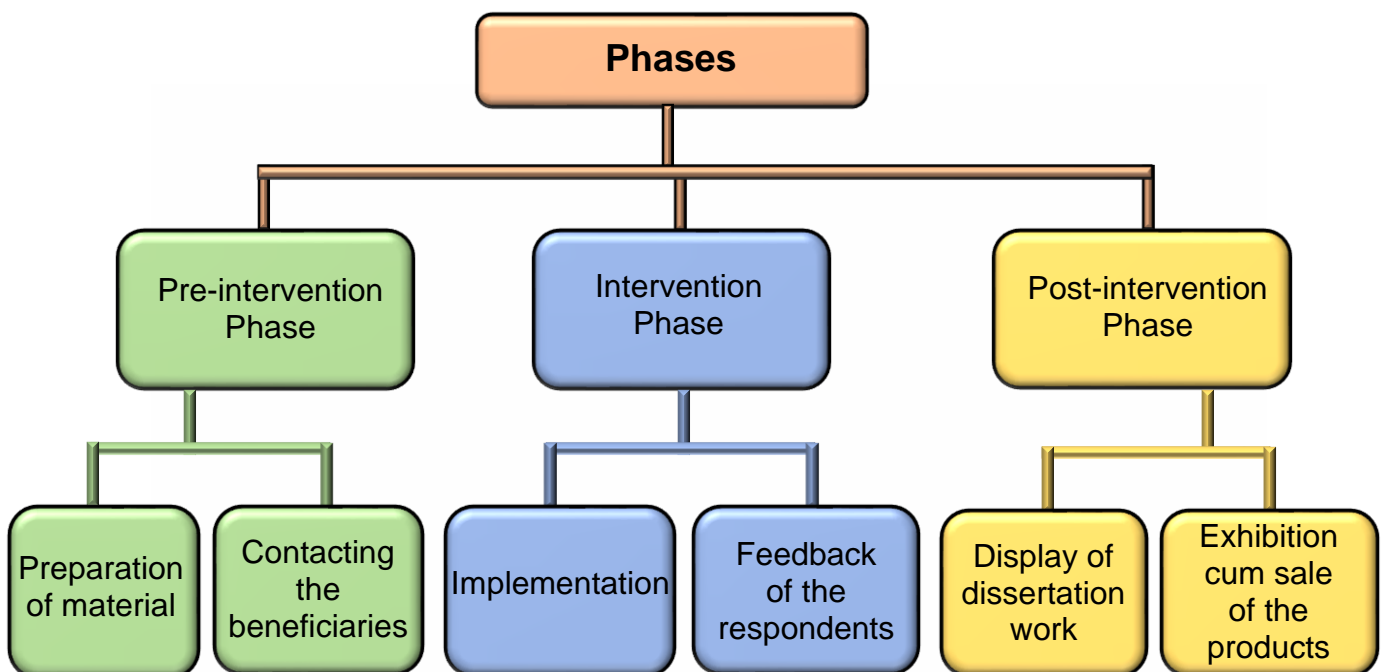 Phases
Pre-intervention
Phase
Intervention
Phase
Post-intervention
Phase
Preparation
of material
Contacting
the
beneficiaries
Implementation
Feedback
of the
respondents
Display of
dissertation
work
Exhibition
cum sale
of the
products